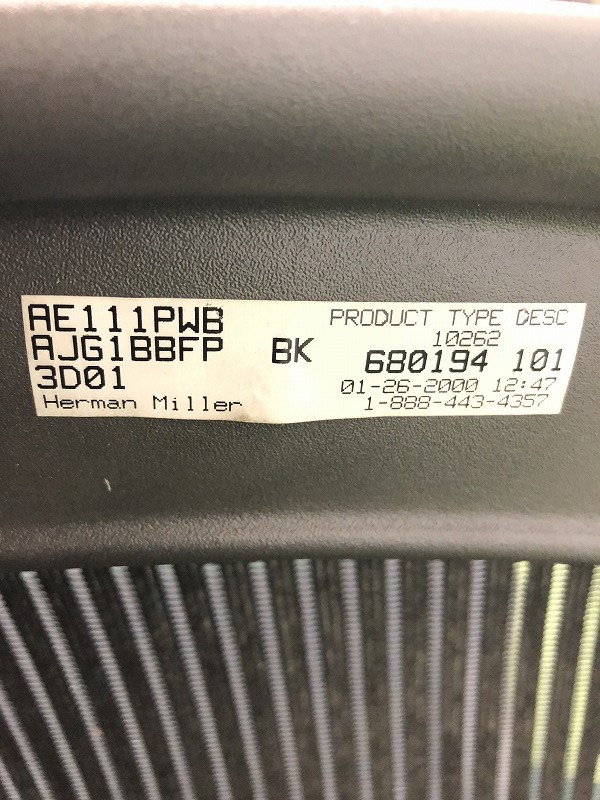 AE111PWB
AJG1BBFP BK
3D01
Herman Miller
PRODUCT TYPE DESC
10262
680194 101
01-26-2000 12:47
1-888-443-4357